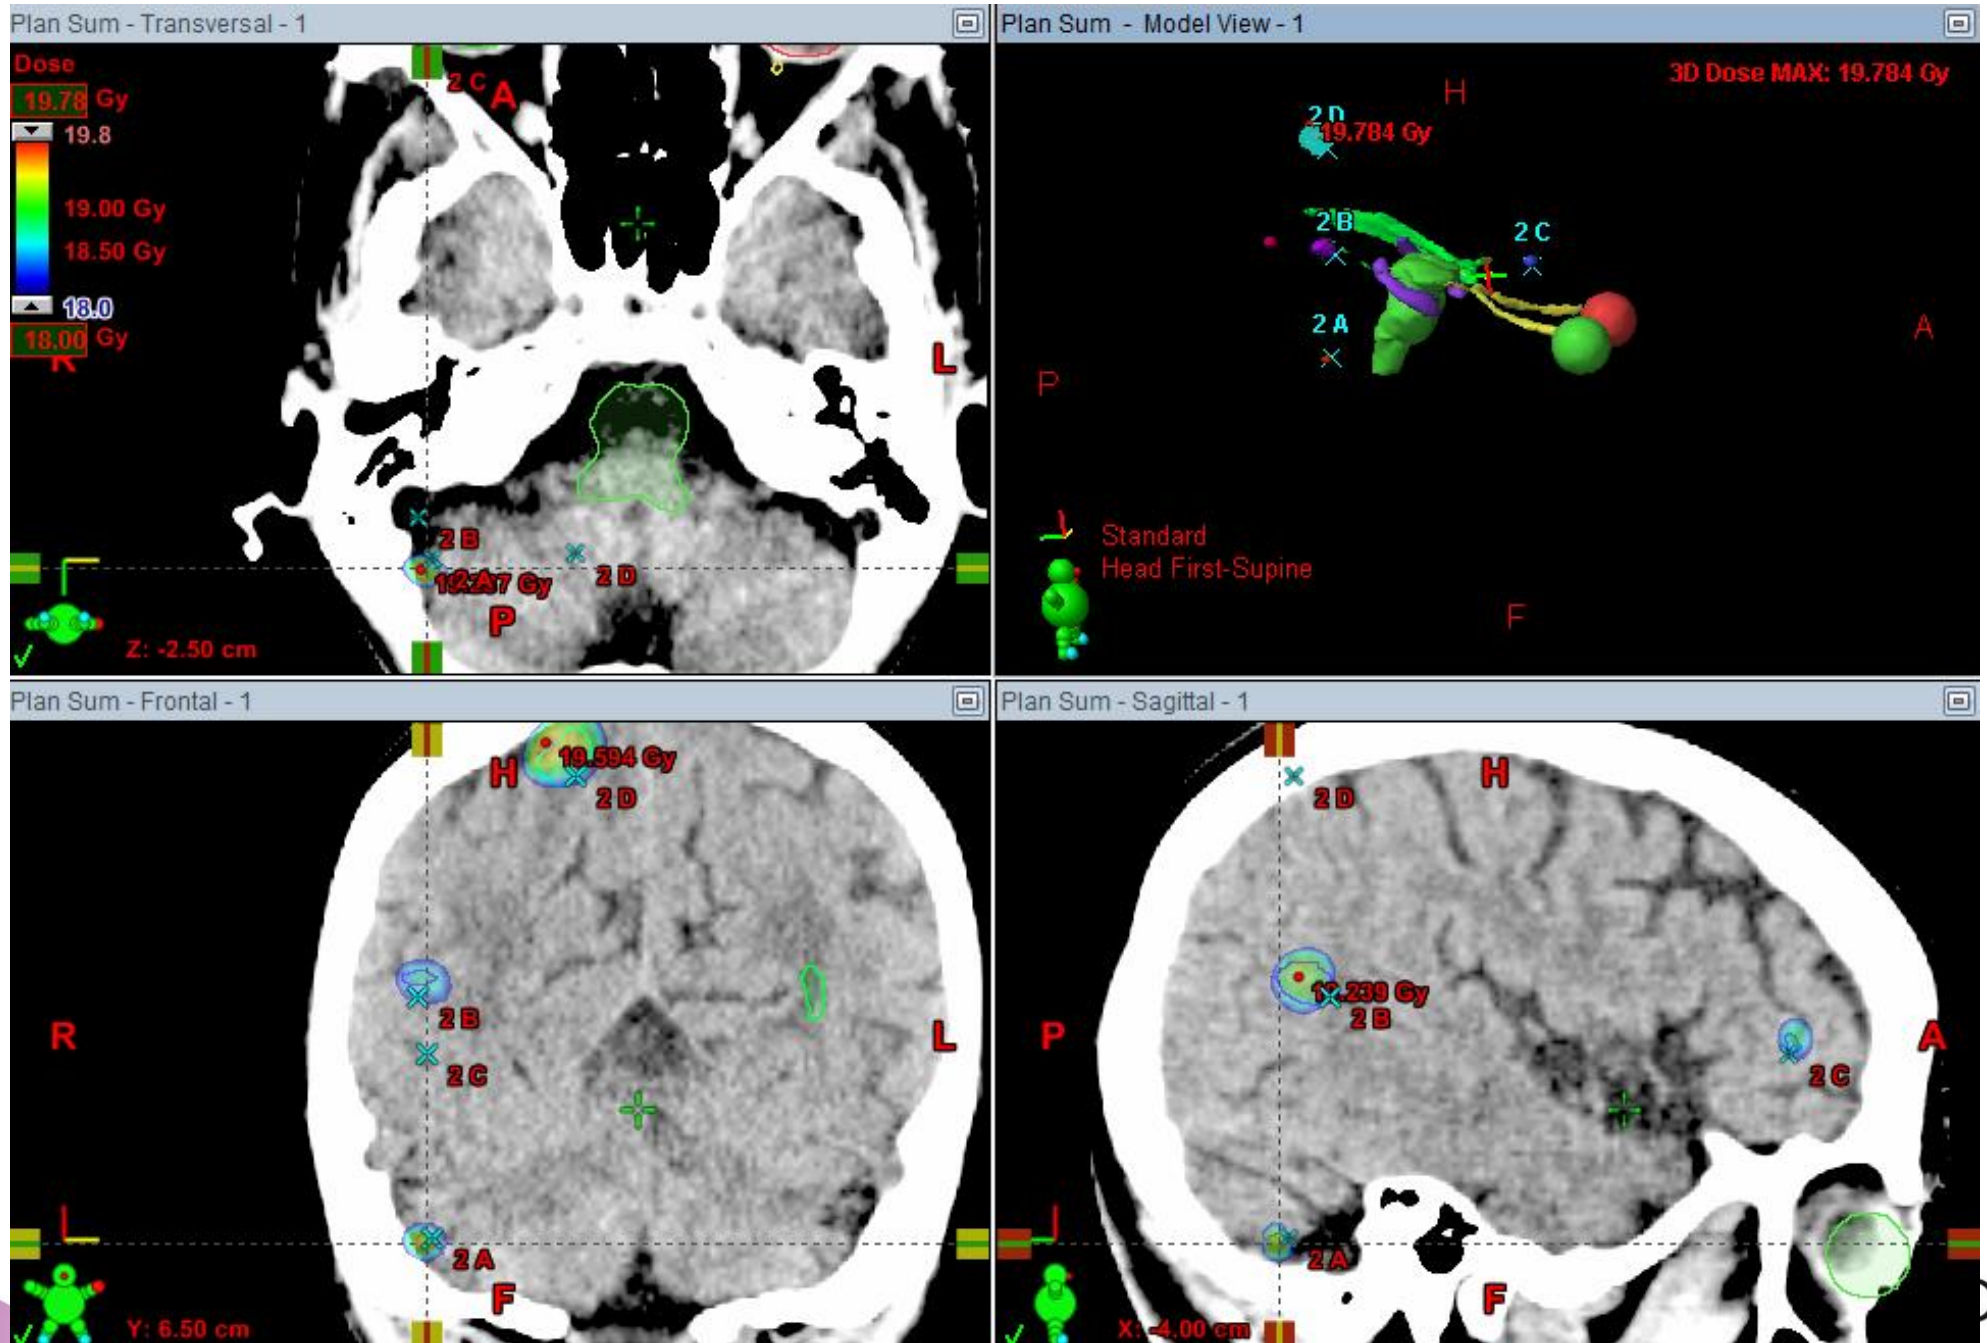 Plan Sum - Transversal - 1
Dose
19.78 Gy
19.8
19.00 Gy
18.50 Gy
18.0
18.00 Gy
2 C
A
R
L
2 B
2 A
2 D
P
Z: -2.50 cm
Plan Sum - Model View - 1
3D Dose MAX: 19.784 Gy
H
2 D
19.784 Gy
2 B
2 C
2 A
A
P
Standard
Head First-Supine
F
Plan Sum - Frontal - 1
19.594 Gy
H
2 D
2 B
R
L
2 C
2 A
F
Y: 6.50 cm
Plan Sum - Sagittal - 1
H
2 D
2 B
P
A
2 C
2 A
F
X: -4.00 cm